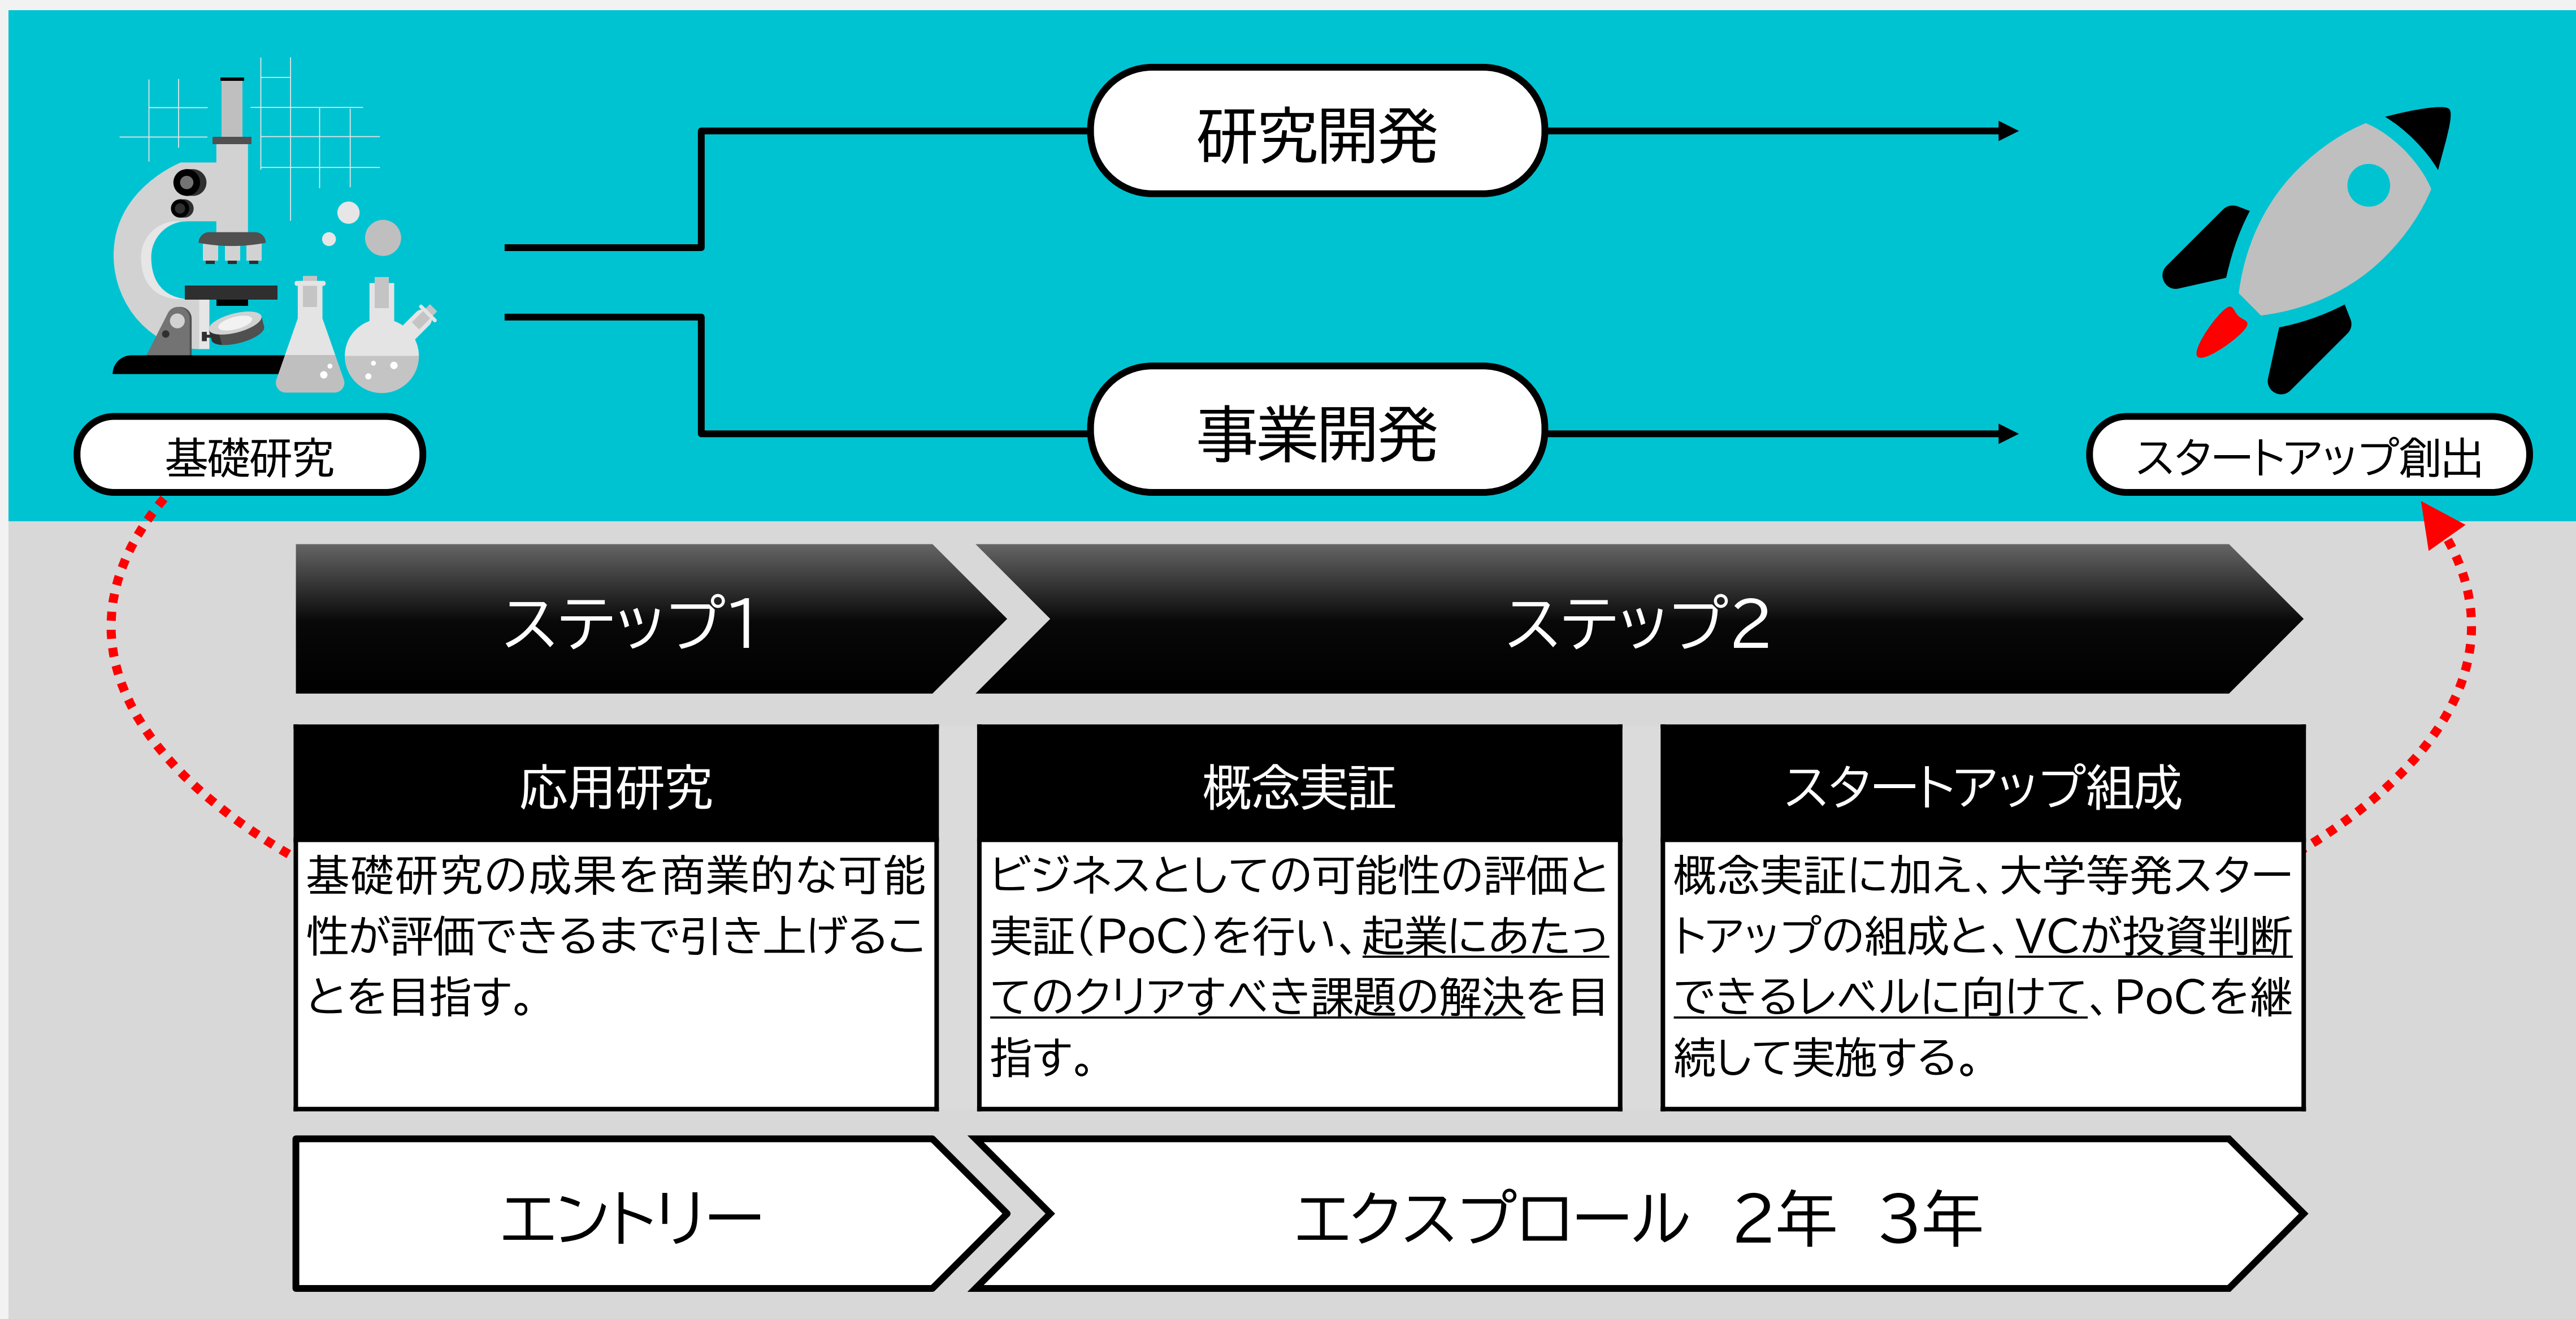 研究開発
事業開発
基礎研究
スタートアップ創出
ステップ1
ステップ2
応用研究
基礎研究の成果を商業的な可能
性が評価できるまで引き上げるこ
とを目指す。
概念実証
ビジネスとしての可能性の評価と
実証(PoC)を行い、起業にあたっ
てのクリアすべき課題の解決を目
指す。
スタートアップ組成
概念実証に加え、大学等発スター
トアップの組成と、VCが投資判断
できるレベルに向けて、PoCを継
続して実施する。
エントリー
エクスプロール 2年 3年